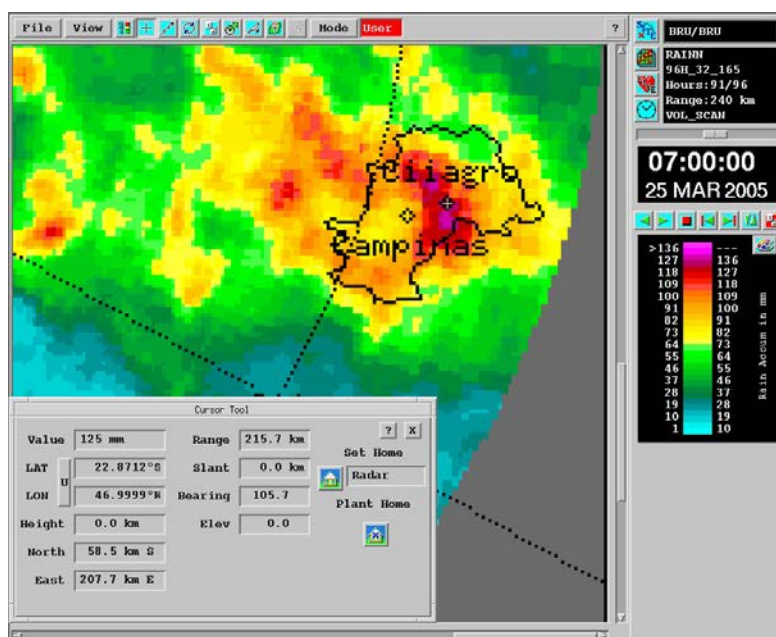 File View Mode User ?
BRU/BRU
RAINN
96H_32_165
Hours:91/96
Range:240 km
VOL_SCAN
07:00:00
25 MAR 2005
Ciiagro
Campinas
>136 ---
127 136
118 127
109 118
100 109
91 100
82 91
73 82
64 73
55 64
46 55
37 46
28 37
19 28
10 19
1 10
Rain Accum in mm
Cursor Tool
Value 125 mm Range 215.7 km ? X
LAT 22.8712°S Slant 0.0 km Set Home
U
LON 46.9999°W Bearing 105.7 Radar
Height 0.0 km Elev 0.0 Plant Home
North 58.5 km S
East 207.7 km E